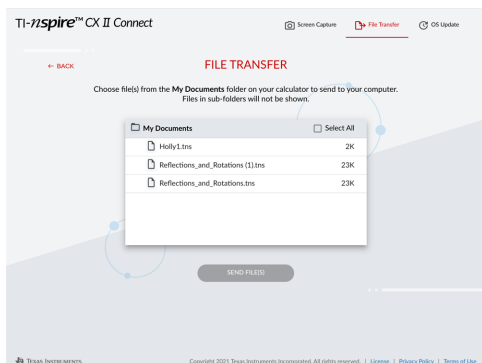 TI-nspire™ CX II Connect
Screen Capture
File Transfer
OS Update
← BACK
FILE TRANSFER
Choose file(s) from the My Documents folder on your calculator to send to your computer.
Files in sub-folders will not be shown.
My Documents
Select All
Holly1.tns 2K
Reflections_and_Rotations (1).tns 23K
Reflections_and_Rotations.tns 23K
SEND FILE(S)
TEXAS INSTRUMENTS
Copyright 2021 Texas Instruments Incorporated. All rights reserved. | License | Privacy Policy | Terms of Use